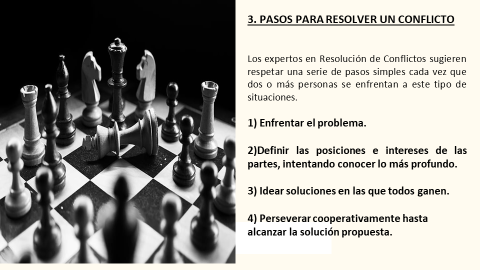 3. PASOS PARA RESOLVER UN CONFLICTO
Los expertos en Resolución de Conflictos sugieren
respetar una serie de pasos simples cada vez que
dos o más personas se enfrentan a este tipo de
situaciones.
1) Enfrentar el problema.
2)Definir las posiciones e intereses de las
partes, intentando conocer lo más profundo.
3) Idear soluciones en las que todos ganen.
4) Perseverar cooperativamente hasta
alcanzar la solución propuesta.